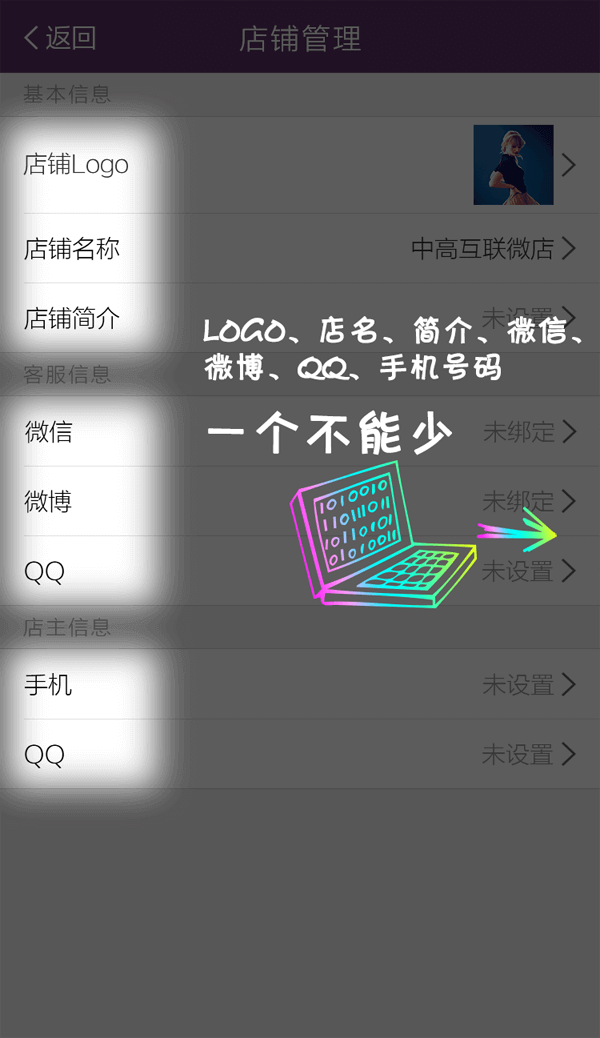 返回
店铺管理
基本信息
店铺Logo
店铺名称 中高互联微店
店铺简介 未设置
LOGO、店名、简介、微信、
微博、QQ、手机号码
客服信息
一个不能少
微信 未绑定
微博 未绑定
1010010
11011011
0101010
01010011
QQ 未设置
店主信息
手机 未设置
QQ 未设置